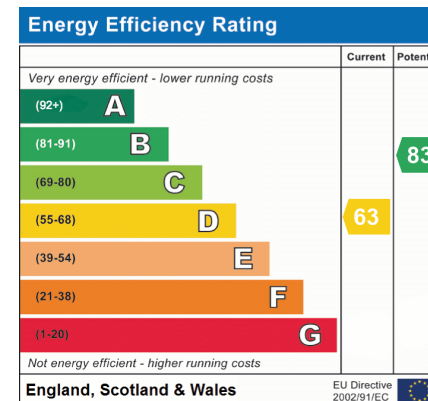 Energy Efficiency Rating
Current Potent
Very energy efficient - lower running costs
(92+) A
(81-91) B
83
(69-80) C
(55-68) D
63
(39-54) E
(21-38) F
(1-20) G
Not energy efficient - higher running costs
England, Scotland & Wales
EU Directive
2002/91/EC